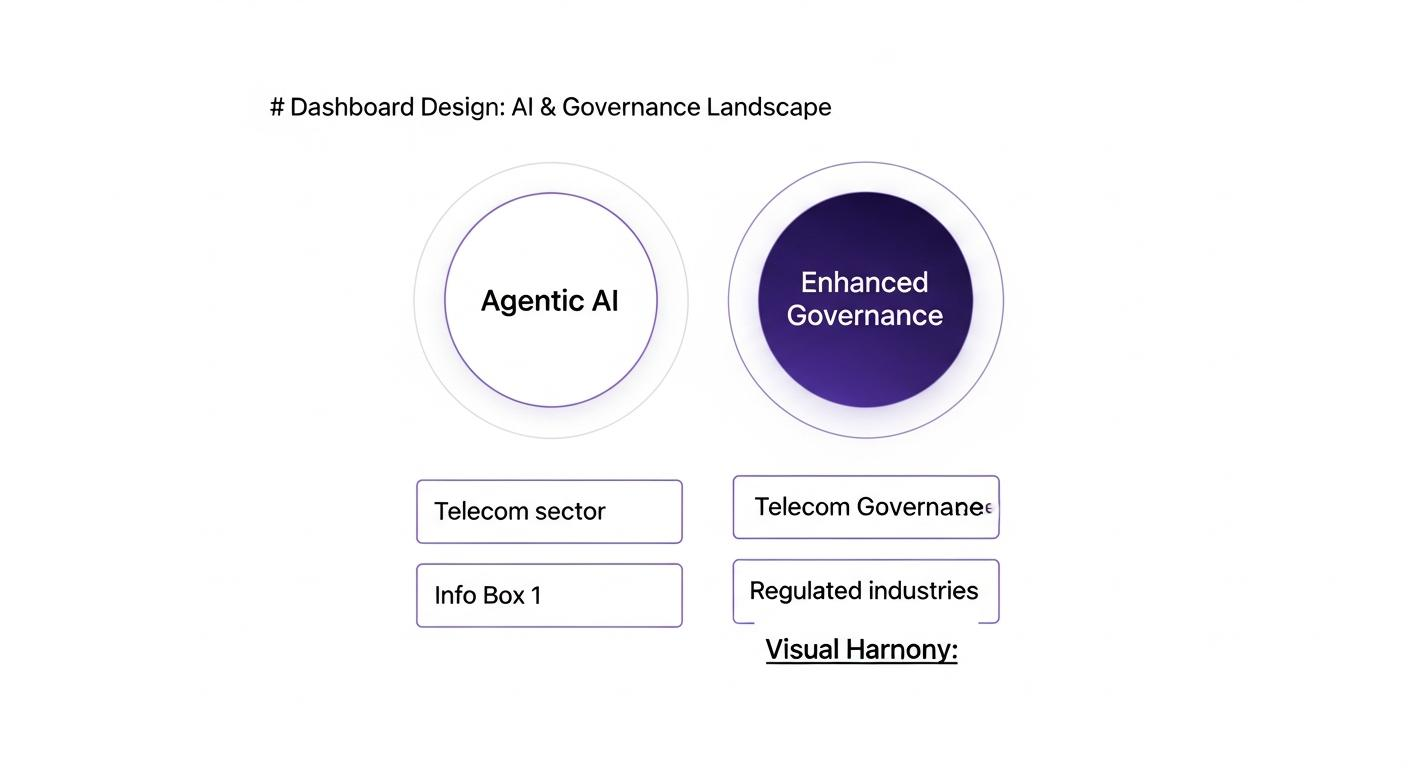 # Dashboard Design: AI & Governance Landscape
Agentic AI
Enhanced
Governance
Telecom sector
Telecom Governanee
Info Box 1
Regulated industries
Visual Harnony: